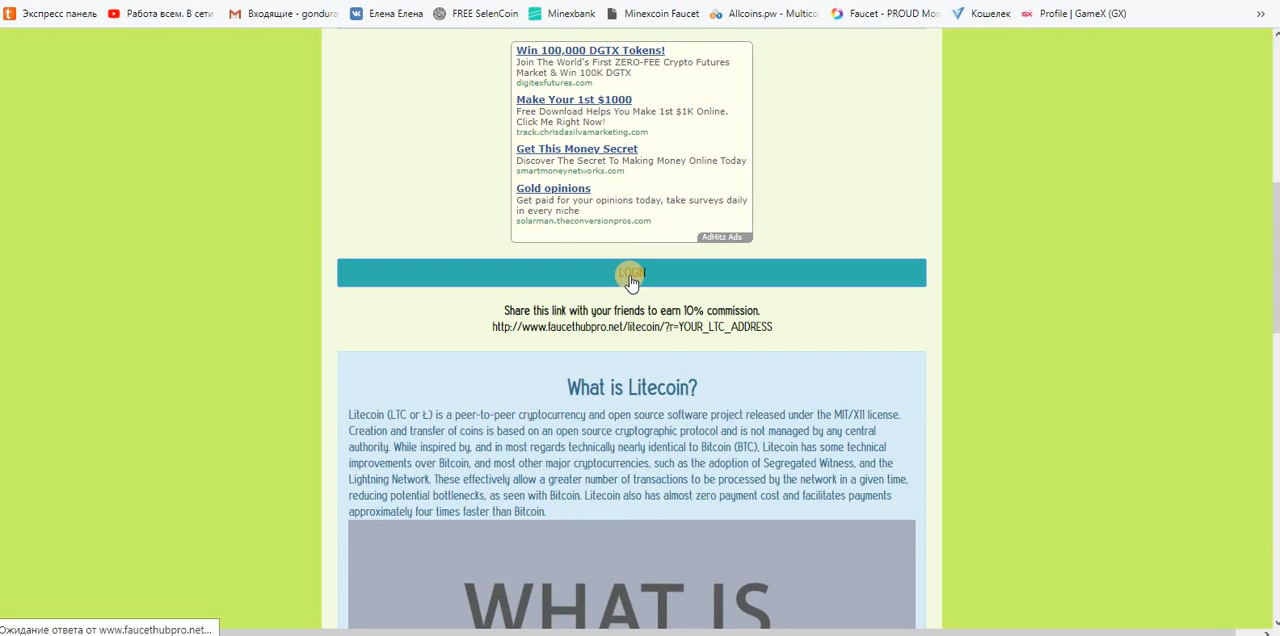 Экспресс панель Работа всем. В сети Входящие - gondura Елена Елена FREE SelenCoin Minexbank Minexcoin Faucet Allcoins.pw - Multico Faucet - PROUD Mon Кошелек Profile | GameX (GX) »
Win 100,000 DGTX Tokens!
Join The World's First ZERO-FEE Crypto Futures
Market & Win 100K DGTX
digitexfutures.com
Make Your 1st $1000
Free Download Helps You Make 1st $1K Online.
Click Me Right Now!
track.chrisdasilvamarketing.com
Get This Money Secret
Discover The Secret To Making Money Online Today
smartmoneynetworks.com
Gold opinions
Get paid for your opinions today, take surveys daily
in every niche
solarman.theconversionpros.com
AdHitz Ads
LOGIN
Share this link with your friends to earn 10% commission.
http://www.faucethubpro.net/litecoin/?r=YOUR_LTC_ADDRESS
What is Litecoin?
Litecoin (LTC or Ł) is a peer-to-peer cryptocurrency and open source software project released under the MIT/X11 license.
Creation and transfer of coins is based on an open source cryptographic protocol and is not managed by any central
authority. While inspired by, and in most regards technically nearly identical to Bitcoin (BTC), Litecoin has some technical
improvements over Bitcoin, and most other major cryptocurrencies, such as the adoption of Segregated Witness, and the
Lightning Network. These effectively allow a greater number of transactions to be processed by the network in a given time,
reducing potential bottlenecks, as seen with Bitcoin. Litecoin also has almost zero payment cost and facilitates payments
approximately four times faster than Bitcoin.
WHAT IS
Ожидание ответа от www.faucethubpro.net...